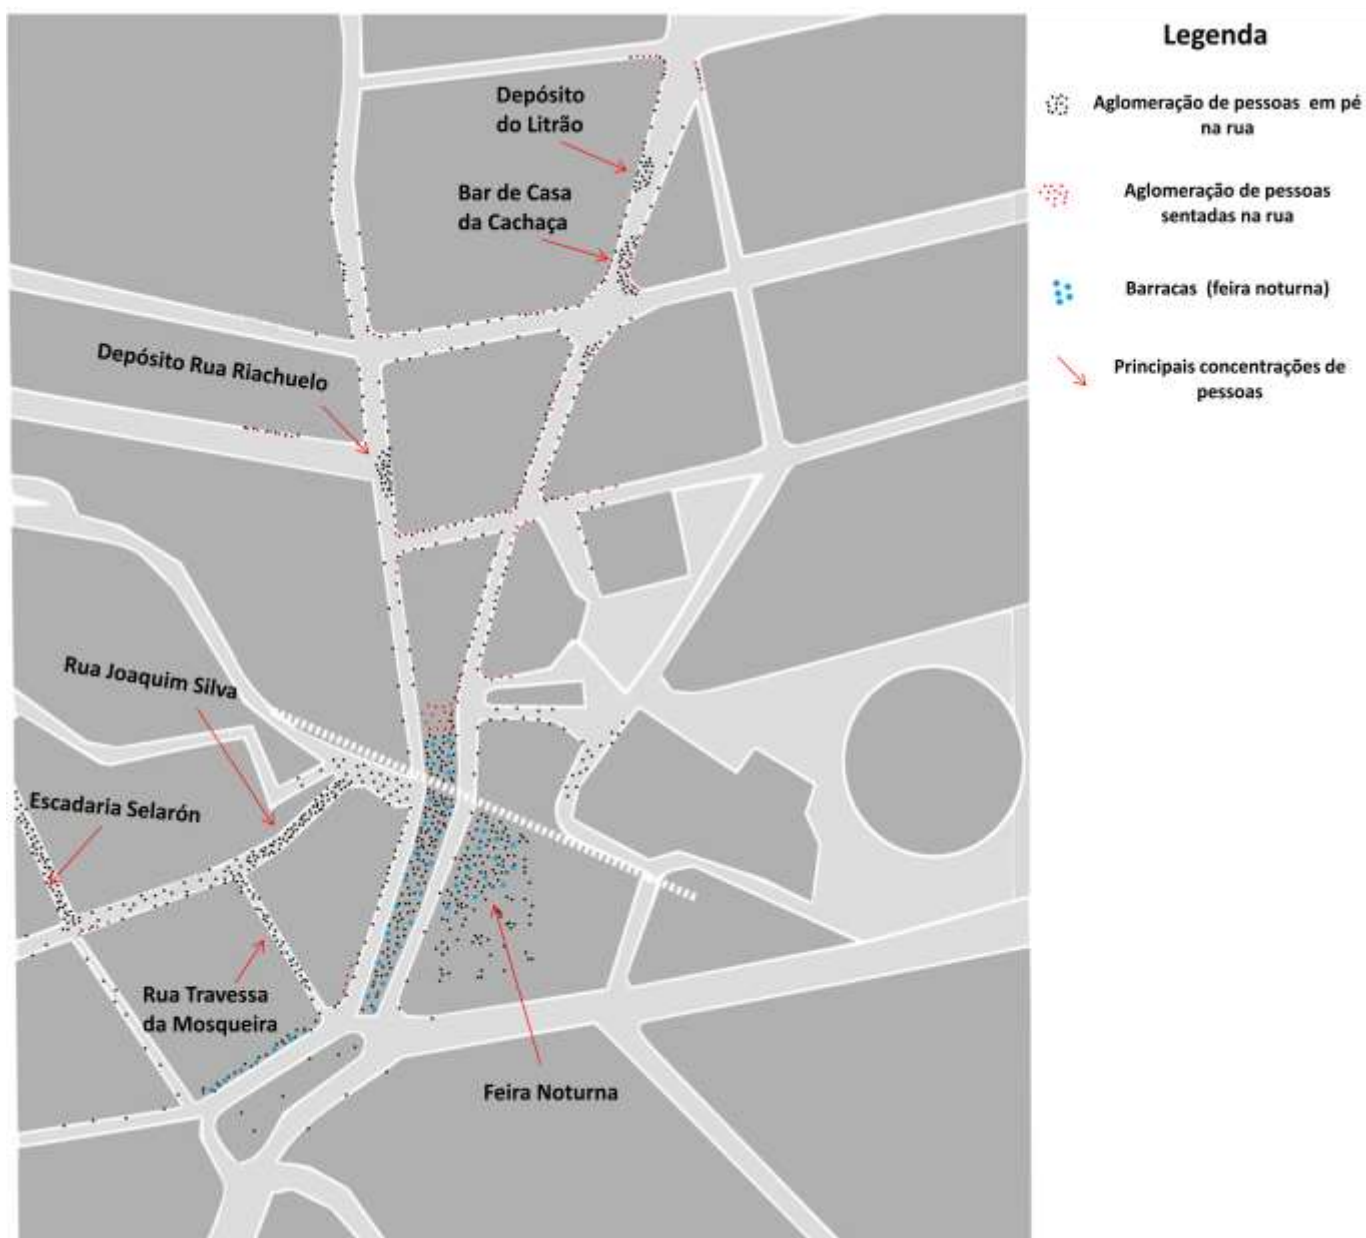 Legenda
Aglomeração de pessoas em pé
na rua
Aglomeração de pessoas
sentadas na rua
Barracas (feira noturna)
Principais concentrações de
pessoas
Depósito
do Litrão
Bar de Casa
da Cachaça
Depósito Rua Riachuelo
Rua Joaquim Silva
Escadaria Selarón
Rua Travessa
da Mosqueira
Feira Noturna